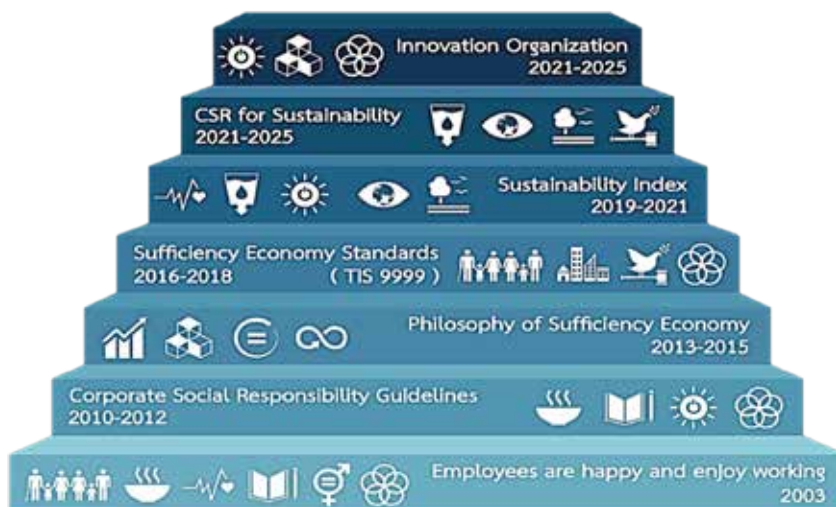 Innovation Organization
2021-2025
CSR for Sustainability
2021-2025
Sustainability Index
2019-2021
Sufficiency Economy Standards
2016-2018 ( TIS 9999 )
Philosophy of Sufficiency Economy
2013-2015
Corporate Social Responsibility Guidelines
2010-2012
Employees are happy and enjoy working
2003